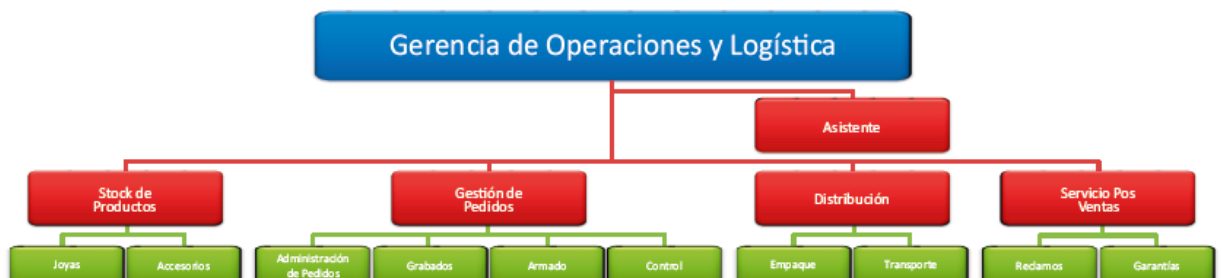 Gerencia de Operaciones y Logística
Asistente
Stock de
Productos
Gestión de
Pedidos
Distribución
Servicio Pos
Ventas
Joyas
Accesorios
Administración
de Pedidos
Grabados
Armado
Control
Empaque
Transporte
Reclamos
Garantías